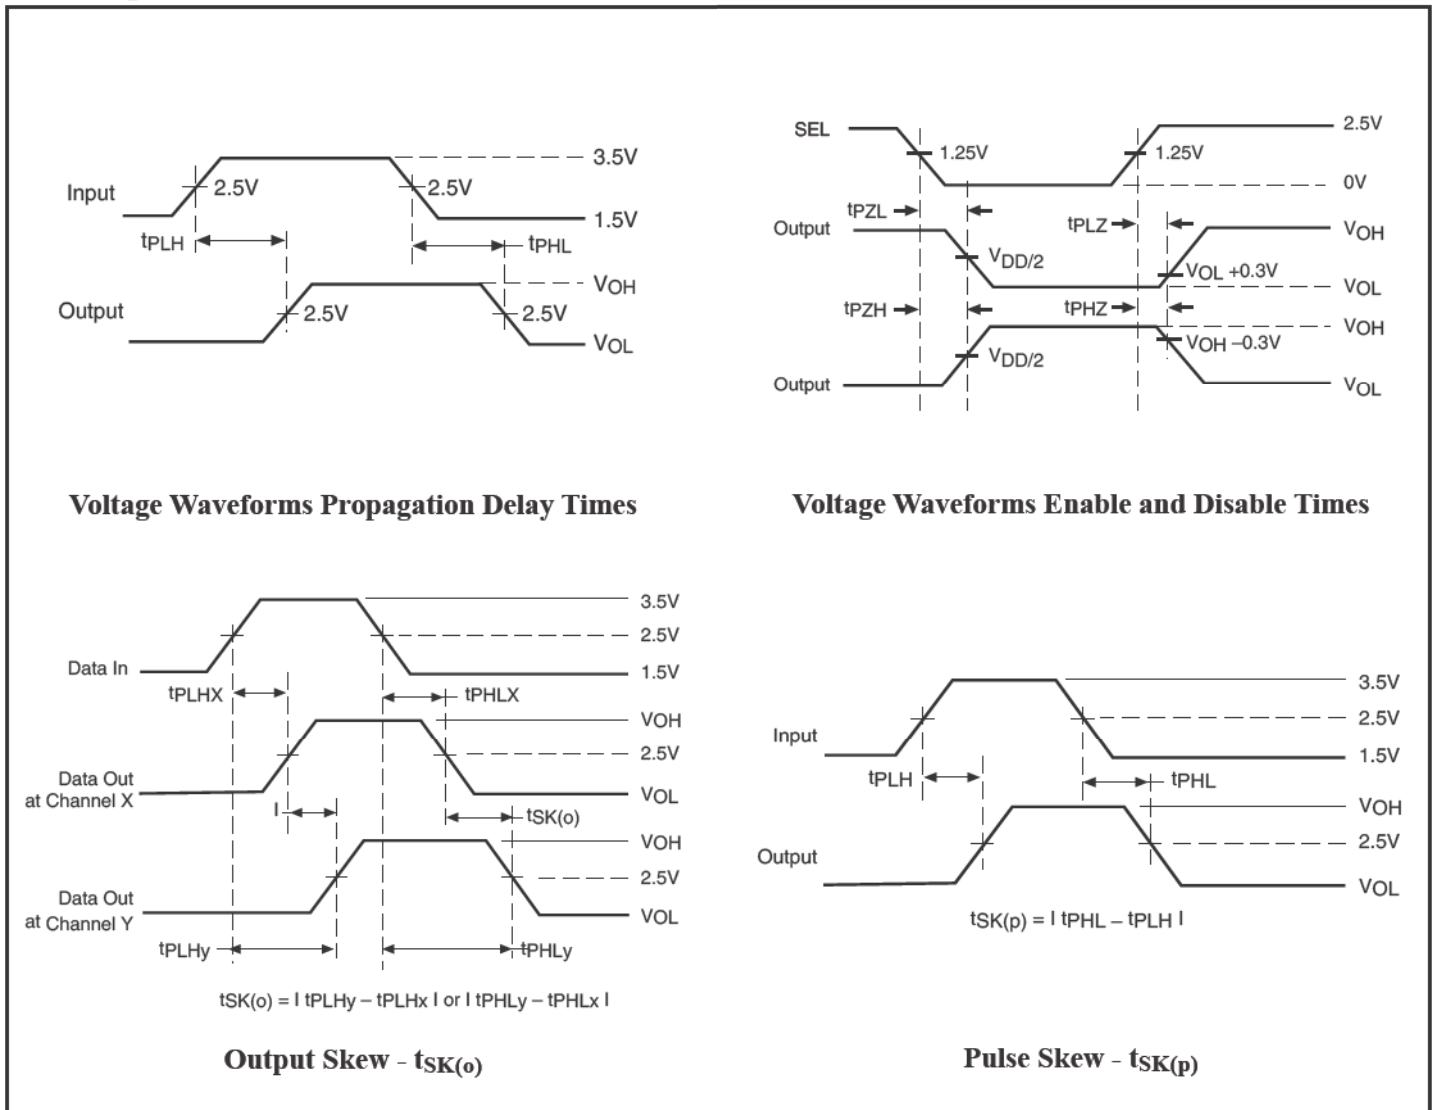 3.5V
Input
2.5V
2.5V
1.5V
tPLH
tPHL
VOH
Output
2.5V
2.5V
VOL
Voltage Waveforms Propagation Delay Times
SEL
2.5V
1.25V
1.25V
0V
tPZL
tPLZ
Output
VOH
VDD/2
VOL +0.3V
VOL
tPZH
tPHZ
VOH
VOH –0.3V
VDD/2
Output
VOL
Voltage Waveforms Enable and Disable Times
3.5V
2.5V
Data In
1.5V
tPLHX
tPHLX
VOH
2.5V
Data Out
at Channel X
VOL
I
tSK(o)
VOH
2.5V
Data Out
at Channel Y
VOL
tPLHy
tPHLy
tSK(o) = I tPLHy – tPLHx I or I tPHLy – tPHLx I
Output Skew - tSK(o)
3.5V
2.5V
Input
1.5V
tPLH
tPHL
VOH
2.5V
Output
VOL
tSK(p) = I tPHL – tPLH I
Pulse Skew - tSK(p)